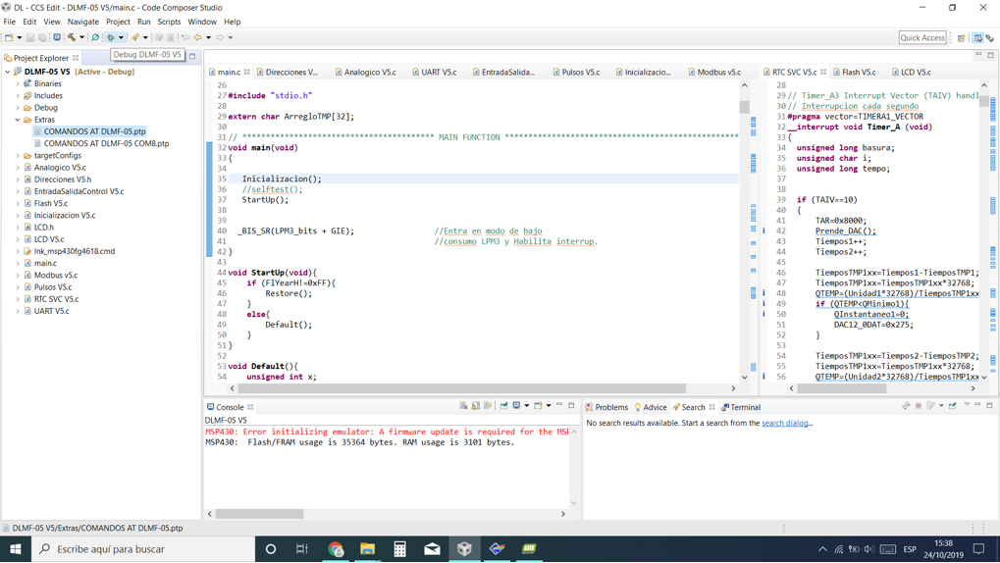 DL - CCS Edit - DLMF-05 V5/main.c - Code Composer Studio
File Edit View Navigate Project Run Scripts Window Help
Quick Access
Debug DLMF-05 V5
Project Explorer
DLMF-05 V5 [Active - Debug]
Binaries
Includes
Debug
Extras
COMANDOS AT DLMF-05.ptp
COMANDOS AT DLMF-05 COM8.ptp
targetConfigs
Analogico V5.c
Direcciones V5.h
EntradaSalidaControl V5.c
Flash V5.c
Inicializacion V5.c
LCD.h
LCD V5.c
lnk_msp430fg4618.cmd
main.c
Modbus v5.c
Pulsos V5.c
RTC SVC V5.c
UART V5.c
main.c Direcciones V... Analogico V5.c UART V5.c EntradaSalida... Pulsos V5.c Inicializacio... Modbus v5.c
26
27 #include "stdio.h"
28
29 extern char ArregloTMP[32];
30
31 // *************************************** MAIN FUNCTION ***********************************************
32 void main(void)
33 {
34
35 Inicializacion();
36 //selftest();
37 StartUp();
38
39
40 _BIS_SR(LPM3_bits + GIE); //Entra en modo de bajo
41 //consumo LPM3 y Habilita interrup.
42 }
43
44 void StartUp(void){
45 if (FlYearH!=0xFF){
46 Restore();
47 }
48 else{
49 Default();
50 }
51 }
52
53 void Default(){
54 unsigned int x;
RTC SVC V5.c Flash V5.c LCD V5.c
28
29 // Timer_A3 Interrupt Vector (TAIV) handl
30 // Interrupcion cada segundo
31 #pragma vector=TIMERA1_VECTOR
32 __interrupt void Timer_A (void)
33 {
34 unsigned long basura;
35 unsigned char i;
36 unsigned long tempo;
37
38
39 if (TAIV==10)
40 {
41 TAR=0x8000;
42 Prende_DAC();
43 Tiempos1++;
44 Tiempos2++;
45
46 TiemposTMP1xx=Tiempos1-TiemposTMP1;
47 TiemposTMP1xx=TiemposTMP1xx*32768;
48 QTEMP=(Unidad1*32768)/TiemposTMP1xx
49 if (QTEMP<QMinimo1){
50 QInstantaneo1=0;
51 DAC12_0DAT=0x275;
52 }
53
54 TiemposTMP1xx=Tiempos2-TiemposTMP2;
55 TiemposTMP1xx=TiemposTMP1xx*32768;
56 QTEMP=(Unidad2*32768)/TiemposTMP1xx
Console
DLMF-05 V5
MSP430: Error initializing emulator: A firmware update is required for the MSP
MSP430: Flash/FRAM usage is 35364 bytes. RAM usage is 3101 bytes.
Problems Advice Search Terminal
No search results available. Start a search from the search dialog...
DLMF-05 V5/Extras/COMANDOS AT DLMF-05.ptp
Escribe aquí para buscar
ESP
15:38
24/10/2019